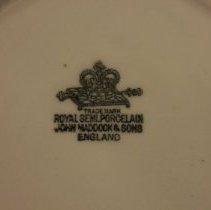 TRADE MARK
ROYAL SEMI PORCELAIN
JOHN MADDOCK & SONS
ENGLAND